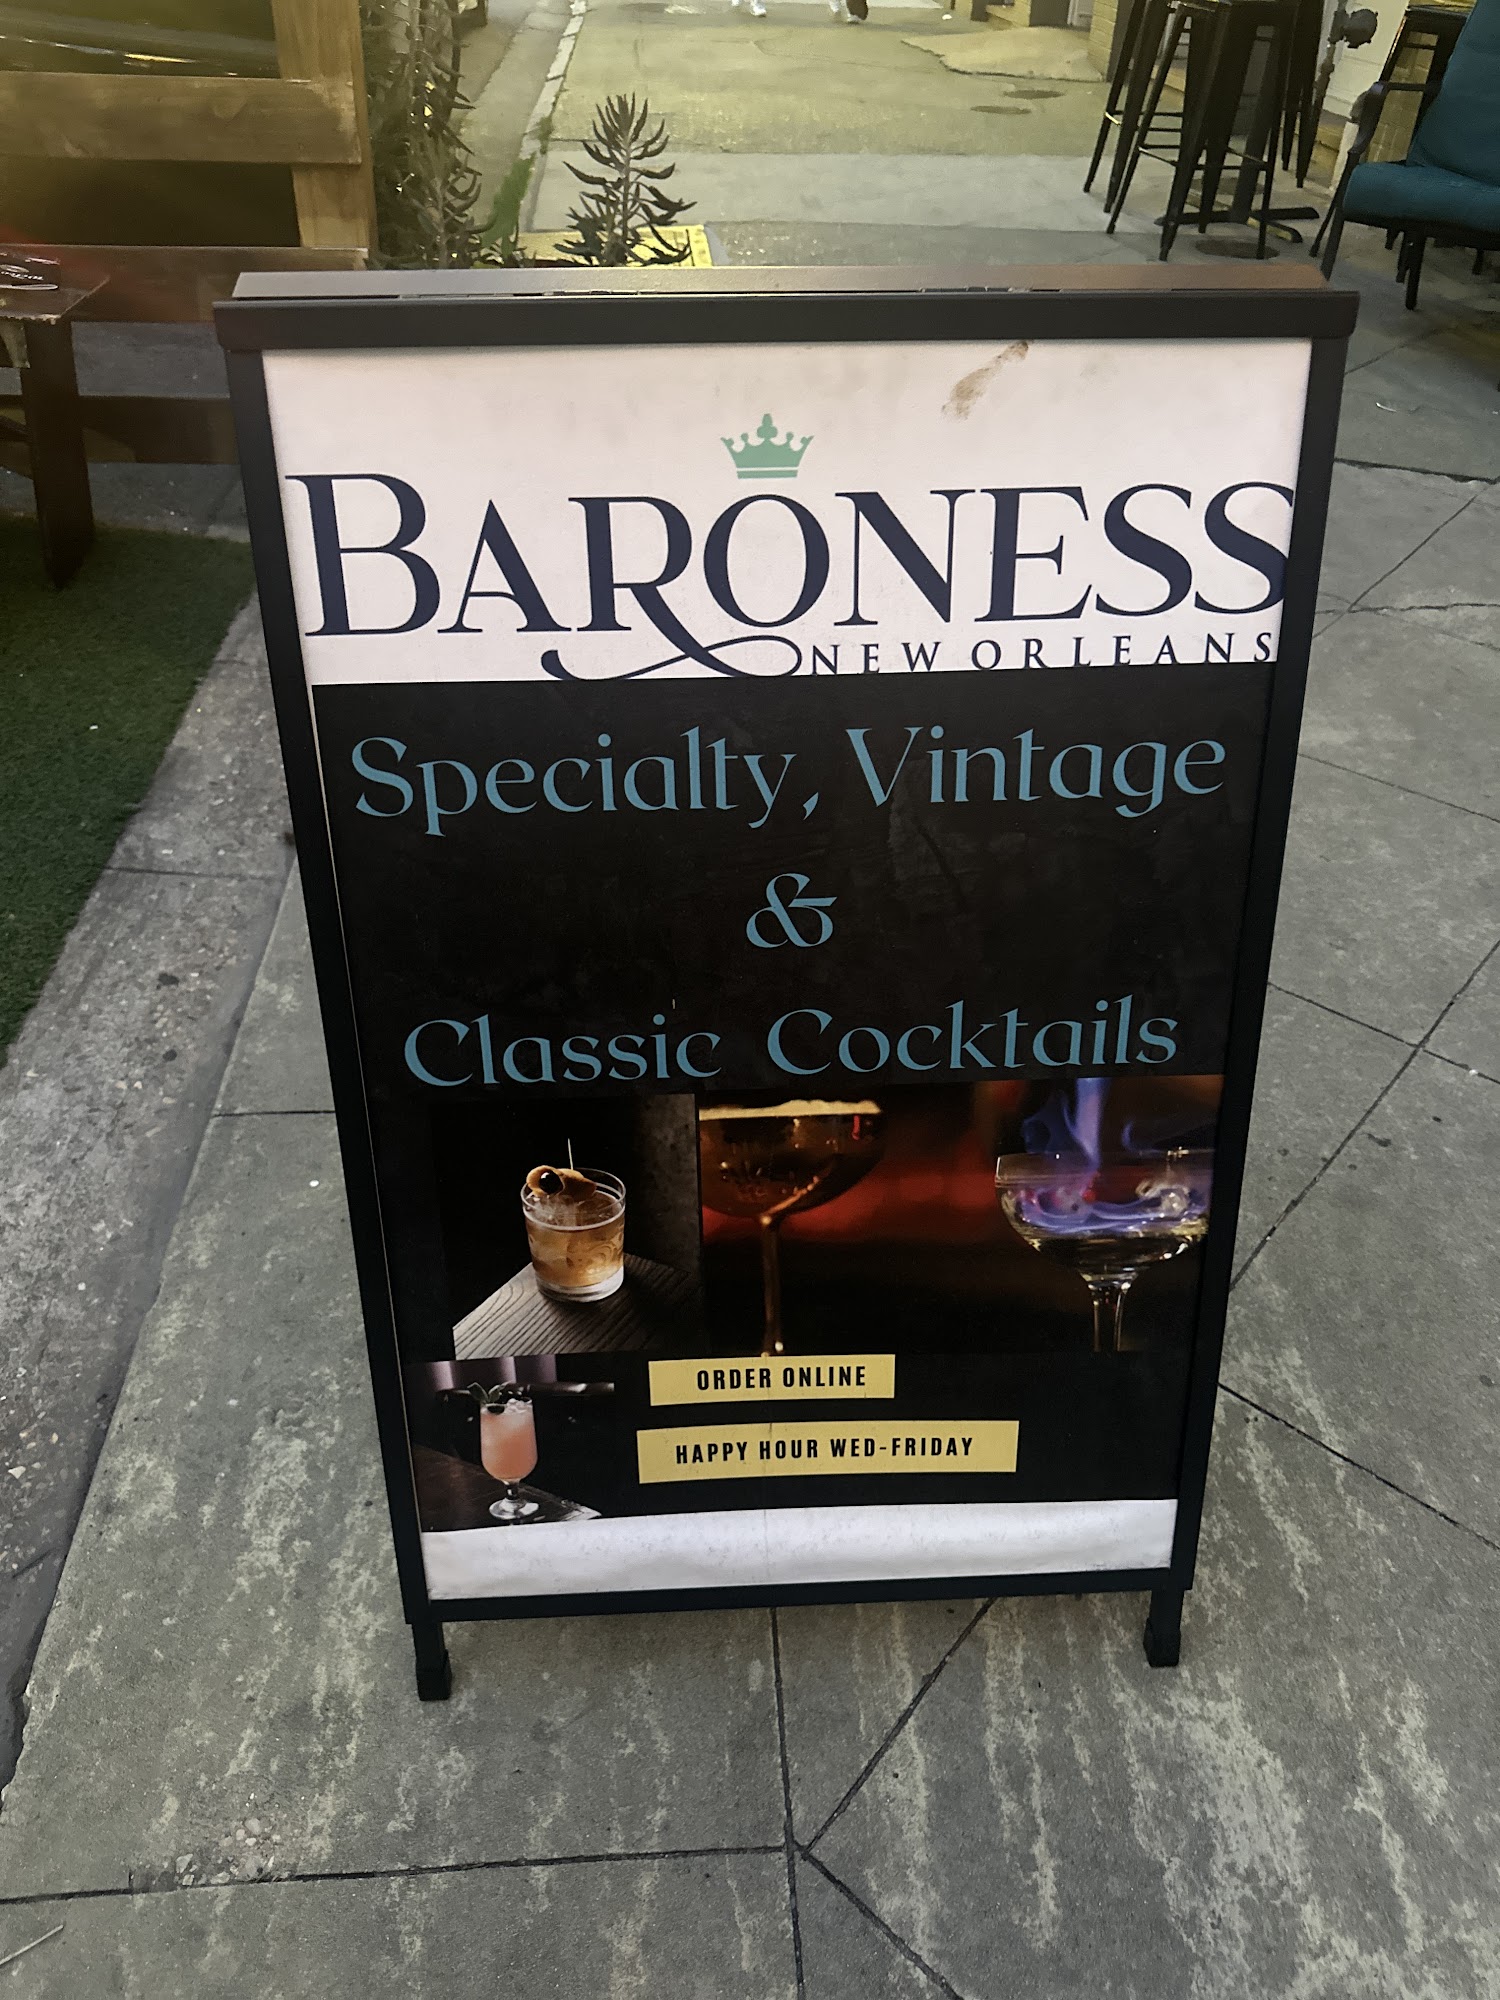 BARONESS
NEW ORLEANS
Specialty, Vintage
&
Classic Cocktails
ORDER ONLINE
HAPPY HOUR WED-FRIDAY